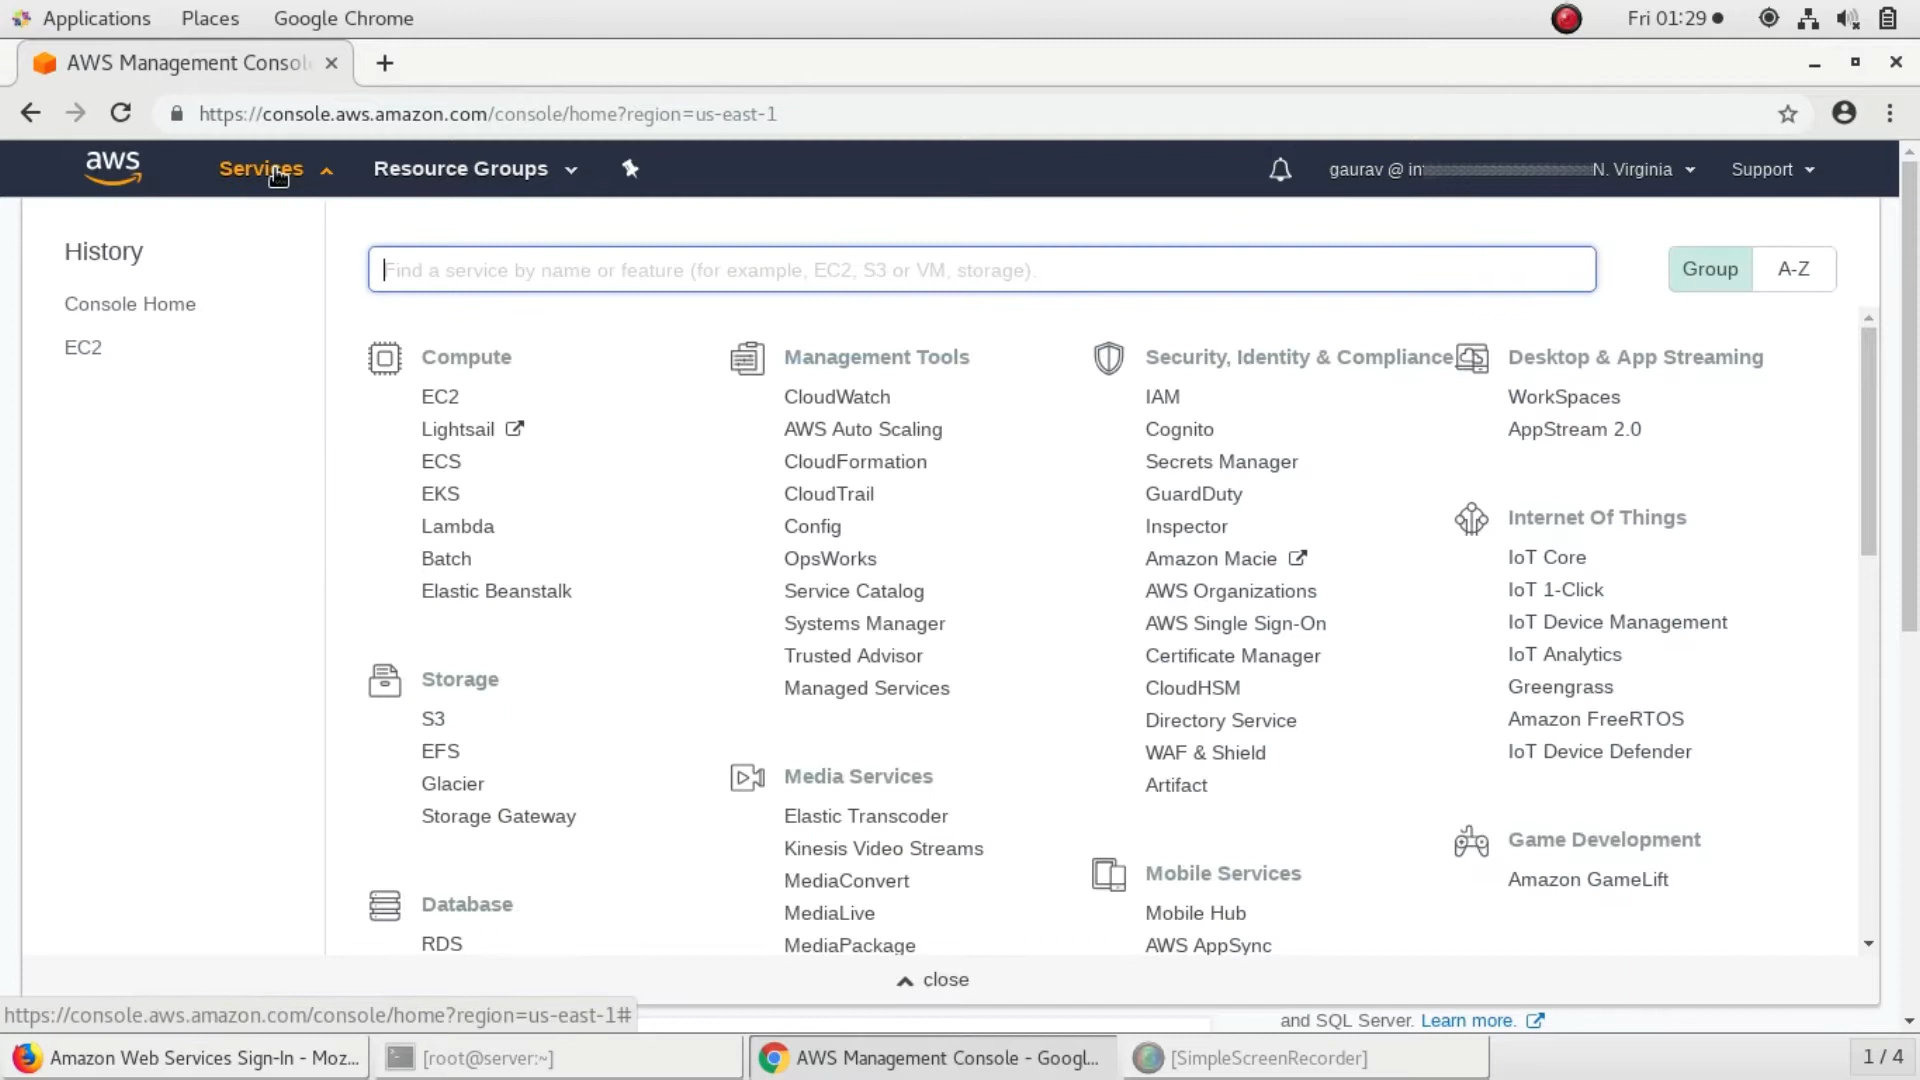 Applications Places Google Chrome Fri 01:29
AWS Management Consol
https://console.aws.amazon.com/console/home?region=us-east-1
aws Services Resource Groups gaurav @ in N. Virginia Support
History
Console Home
EC2
Find a service by name or feature (for example, EC2, S3 or VM, storage).
Group A-Z
Compute
EC2
Lightsail
ECS
EKS
Lambda
Batch
Elastic Beanstalk
Storage
S3
EFS
Glacier
Storage Gateway
Database
RDS
Management Tools
CloudWatch
AWS Auto Scaling
CloudFormation
CloudTrail
Config
OpsWorks
Service Catalog
Systems Manager
Trusted Advisor
Managed Services
Media Services
Elastic Transcoder
Kinesis Video Streams
MediaConvert
MediaLive
MediaPackage
Security, Identity & Compliance
IAM
Cognito
Secrets Manager
GuardDuty
Inspector
Amazon Macie
AWS Organizations
AWS Single Sign-On
Certificate Manager
CloudHSM
Directory Service
WAF & Shield
Artifact
Mobile Services
Mobile Hub
AWS AppSync
Desktop & App Streaming
WorkSpaces
AppStream 2.0
Internet Of Things
IoT Core
IoT 1-Click
IoT Device Management
IoT Analytics
Greengrass
Amazon FreeRTOS
IoT Device Defender
Game Development
Amazon GameLift
close
https://console.aws.amazon.com/console/home?region=us-east-1#
and SQL Server. Learn more.
Amazon Web Services Sign-In - Moz... [root@server:~] AWS Management Console - Googl... [SimpleScreenRecorder] 1 / 4